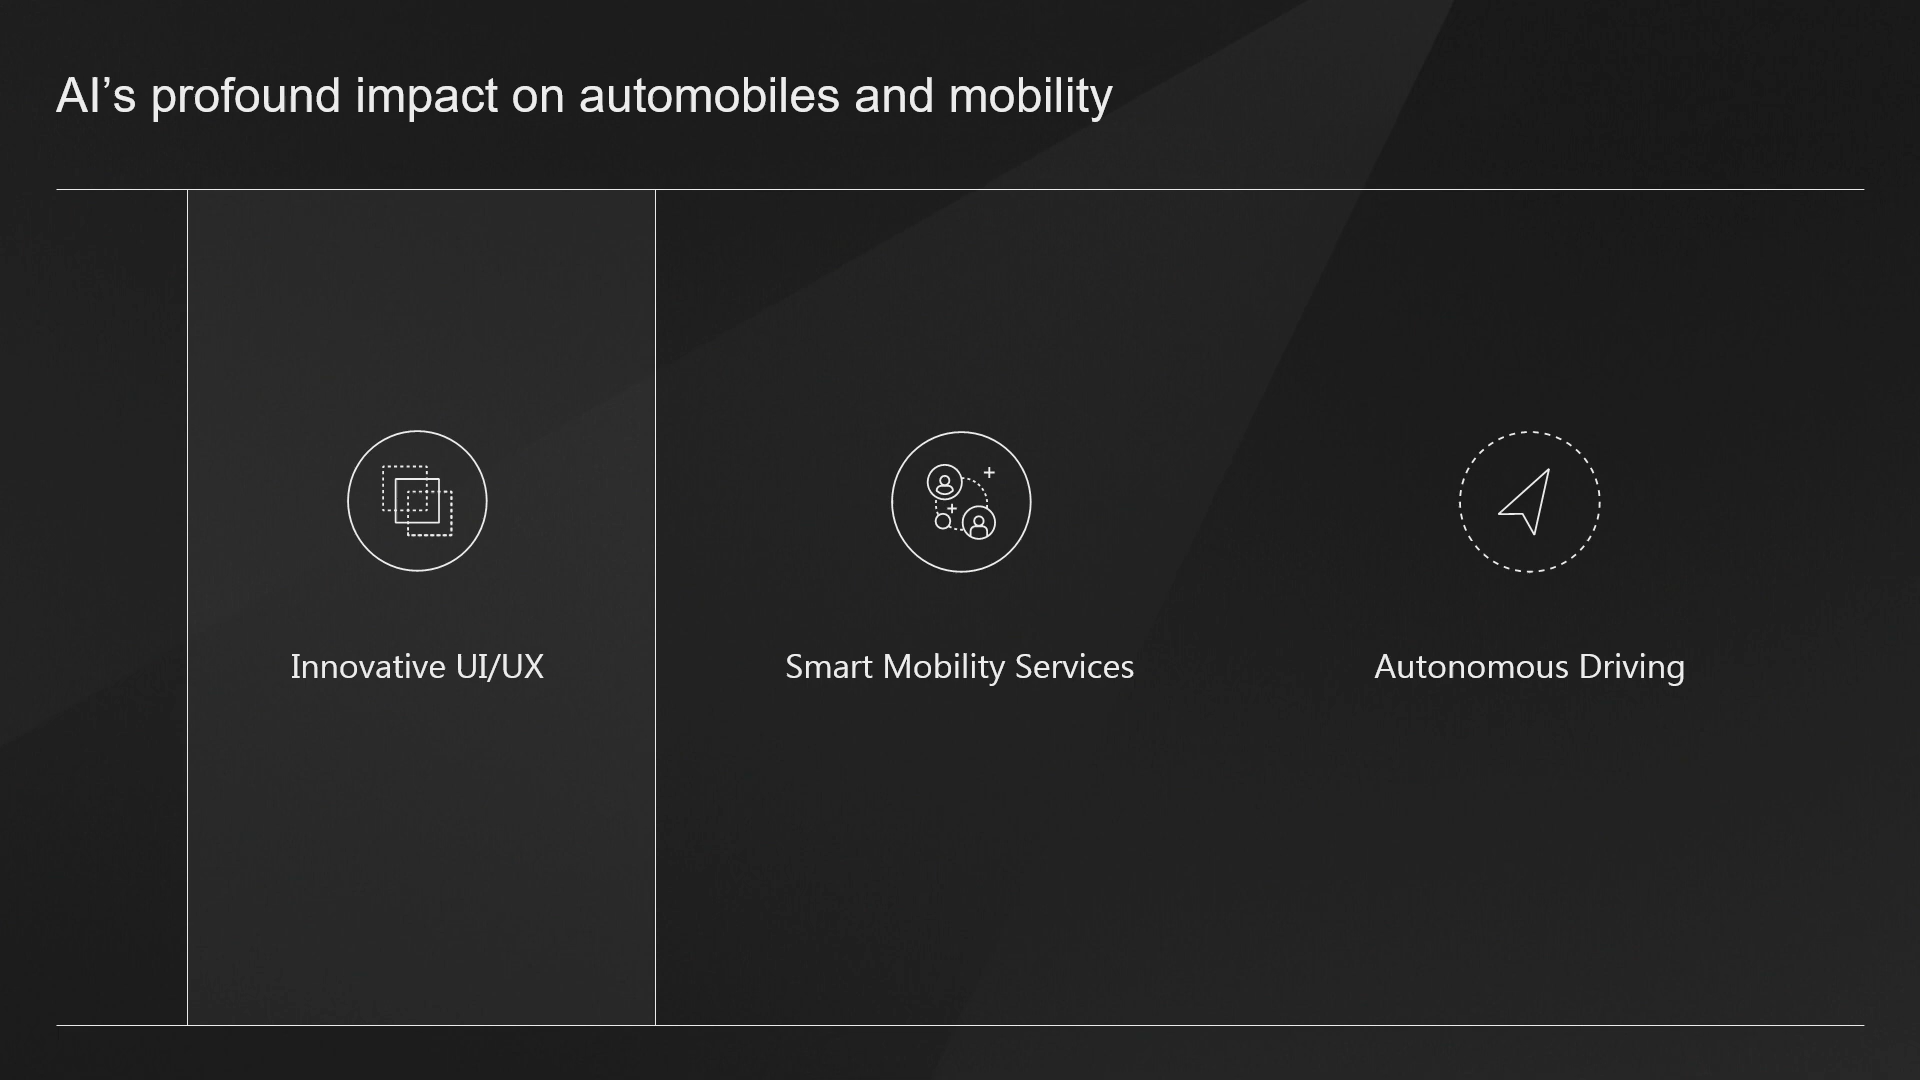 AI’s profound impact on automobiles and mobility
Innovative UI/UX
Smart Mobility Services
Autonomous Driving